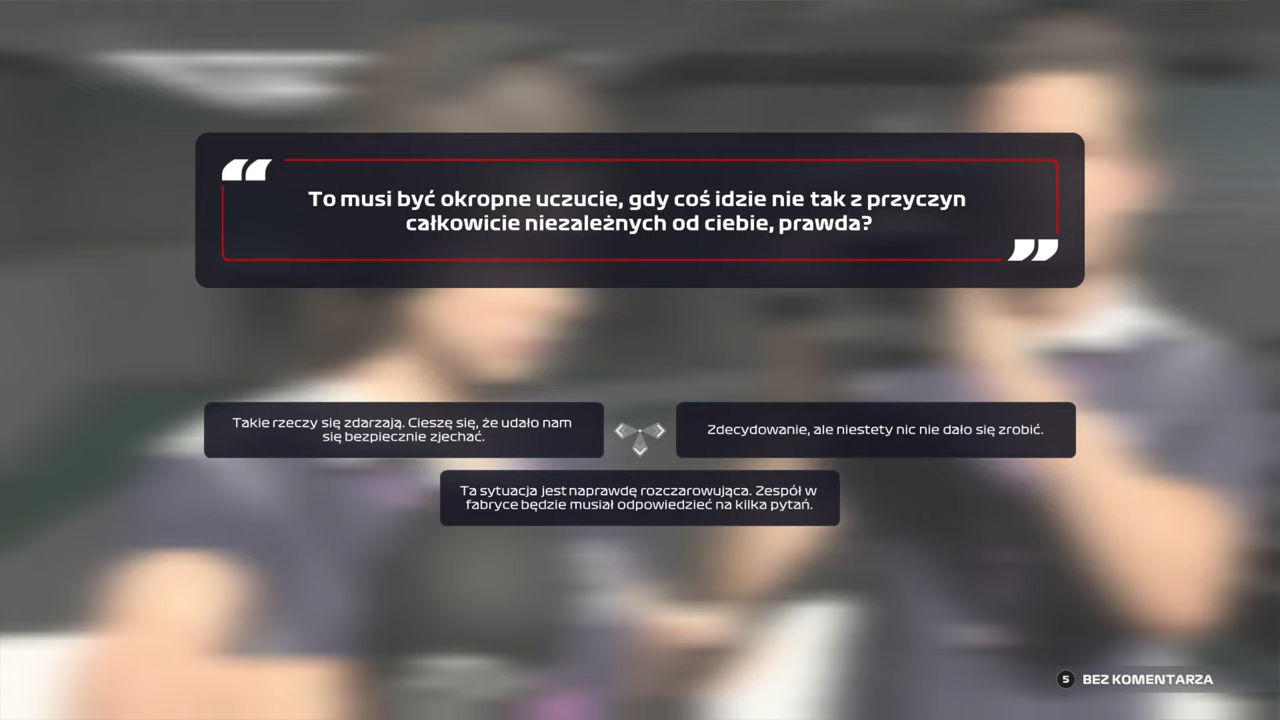 To musi być okropne uczucie, gdy coś idzie nie tak z przyczyn
całkowicie niezależnych od ciebie, prawda?
Takie rzeczy się zdarzają. Cieszę się, że udało nam
się bezpiecznie zjechać.
Zdecydowanie, ale niestety nic nie dało się zrobić.
Ta sytuacja jest naprawdę rozczarowująca. Zespół w
fabryce będzie musiał odpowiedzieć na kilka pytań.
5 BEZ KOMENTARZA